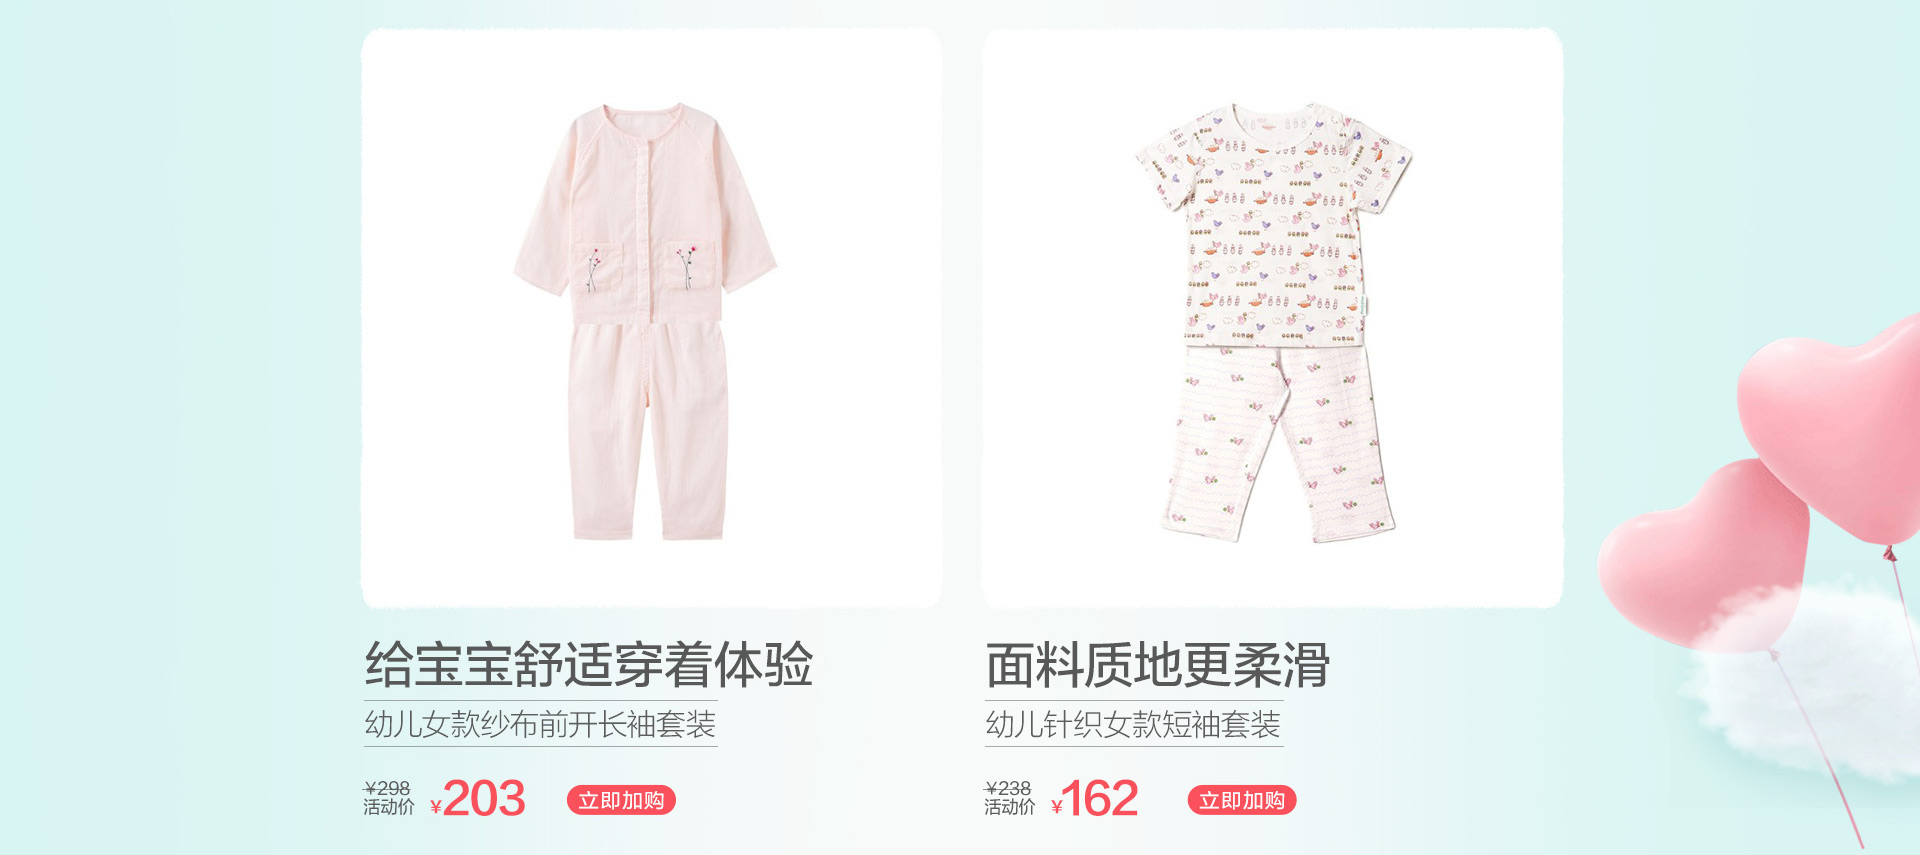 给宝宝舒适穿着体验
幼儿女款纱布前开长袖套装
¥298
活动价 ¥203 立即加购
面料质地更柔滑
幼儿针织女款短袖套装
¥238
活动价 ¥162 立即加购